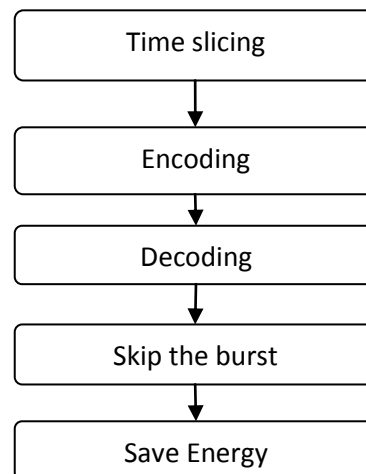 Time slicing
Encoding
Decoding
Skip the burst
Save Energy